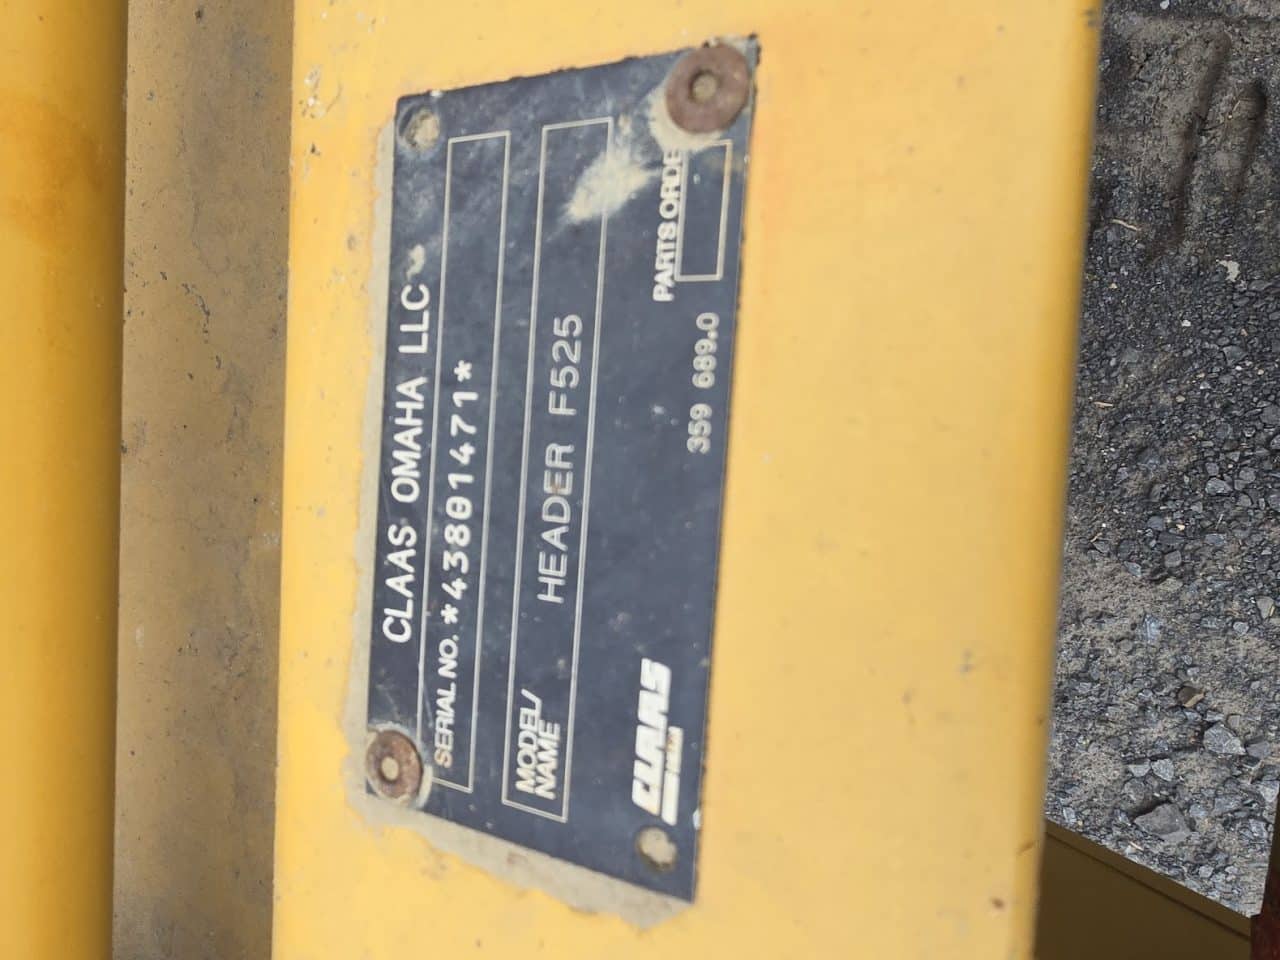 CLAAS OMAHA LLC
SERIAL NO. *43801471*
MODEL/
NAME
HEADER F525
CLAAS
359 689.0
PARTS ORDE